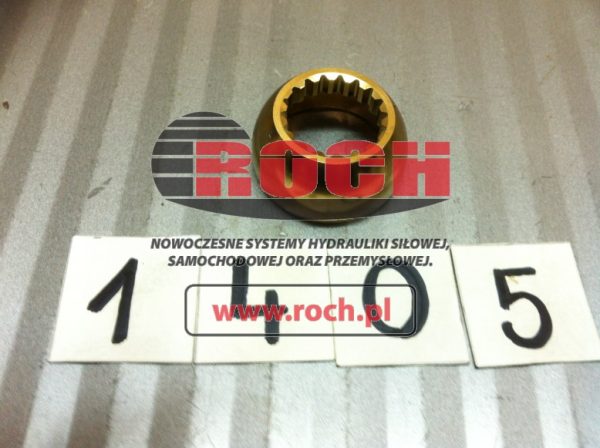 ROCH
NOWOCZESNE SYSTEMY HYDRAULIKI SIŁOWEJ,
SAMOCHODOWEJ ORAZ PRZEMYSŁOWEJ.
1 4 0 5
www.roch.pl